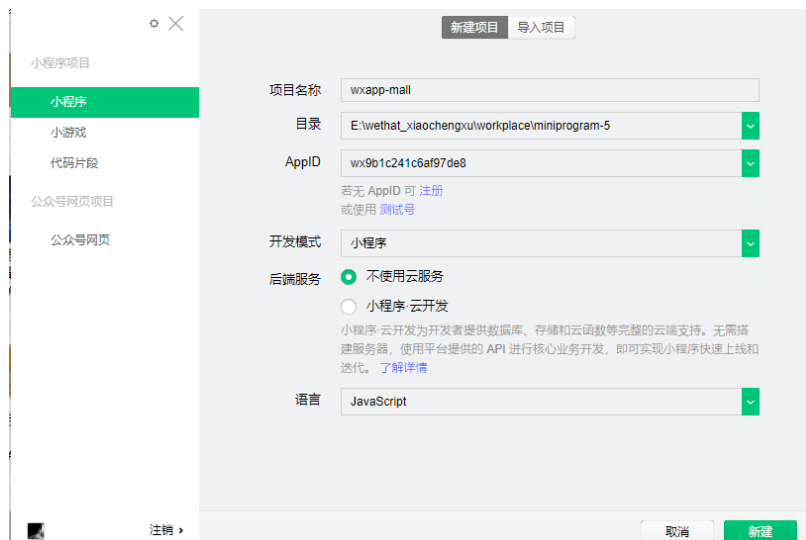 小程序项目
小程序
小游戏
代码片段
公众号网页项目
公众号网页
注销 ›
新建项目 导入项目
项目名称 wxapp-mall
目录 E:\wethat_xiaochengxu\workplace\miniprogram-5
AppID wx9b1c241c6af97de8
若无 AppID 可 注册
或使用 测试号
开发模式 小程序
后端服务 不使用云服务
小程序·云开发
小程序·云开发为开发者提供数据库、存储和云函数等完整的云端支持。无需搭
建服务器，使用平台提供的 API 进行核心业务开发，即可实现小程序快速上线和
迭代。 了解详情
语言 JavaScript
取消 新建